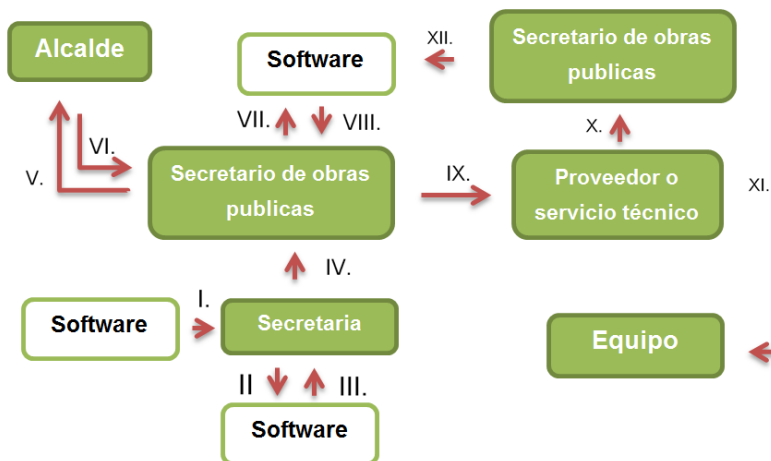 Alcalde
Software
XII.
Secretario de obras
publicas
VII.
VIII.
X.
VI.
V.
Secretario de obras
publicas
IX.
Proveedor o
servicio técnico
XI.
IV.
I.
Software
Secretaria
Equipo
II
III.
Software